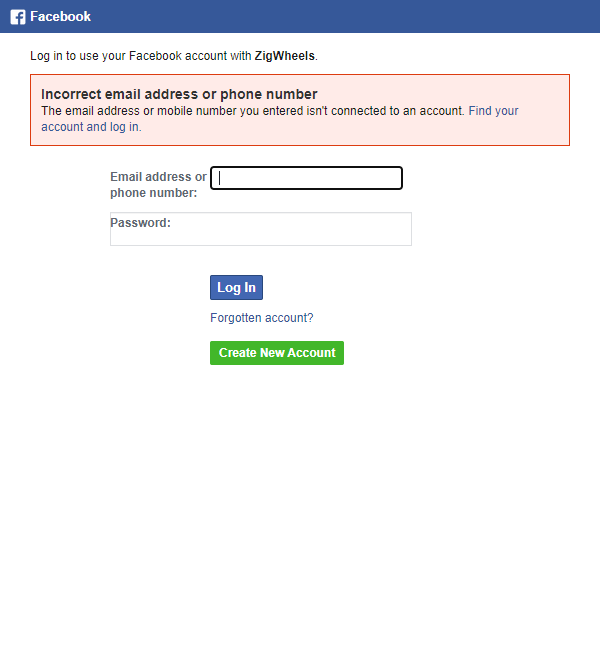 Facebook
Log in to use your Facebook account with ZigWheels.
Incorrect email address or phone number
The email address or mobile number you entered isn't connected to an account. Find your
account and log in.
Email address or
phone number:
Password:
Log In
Forgotten account?
Create New Account